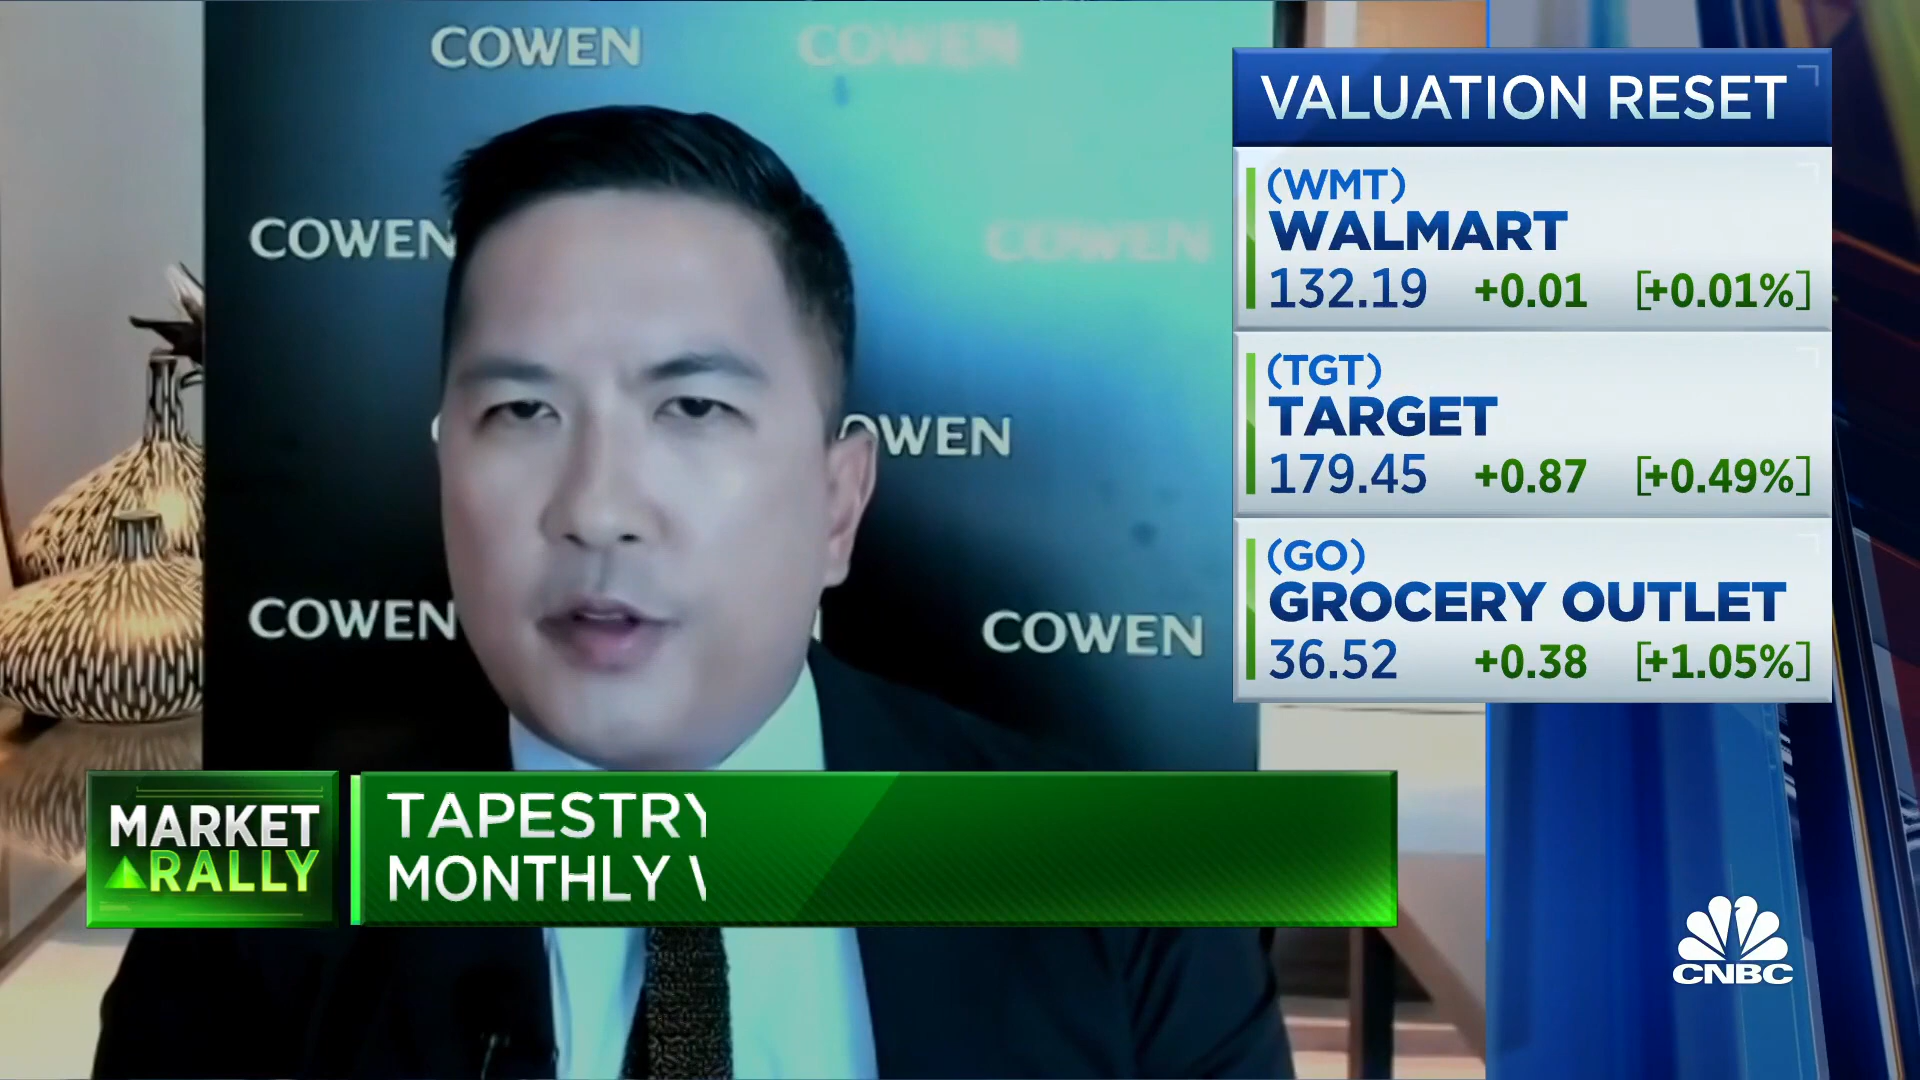 COWEN COWEN
COWEN COWEN
OWEN
COWEN COWEN
VALUATION RESET
(WMT)
WALMART
132.19 +0.01 [+0.01%]
(TGT)
TARGET
179.45 +0.87 [+0.49%]
(GO)
GROCERY OUTLET
36.52 +0.38 [+1.05%]
MARKET
RALLY
TAPESTRY
MONTHLY
CNBC